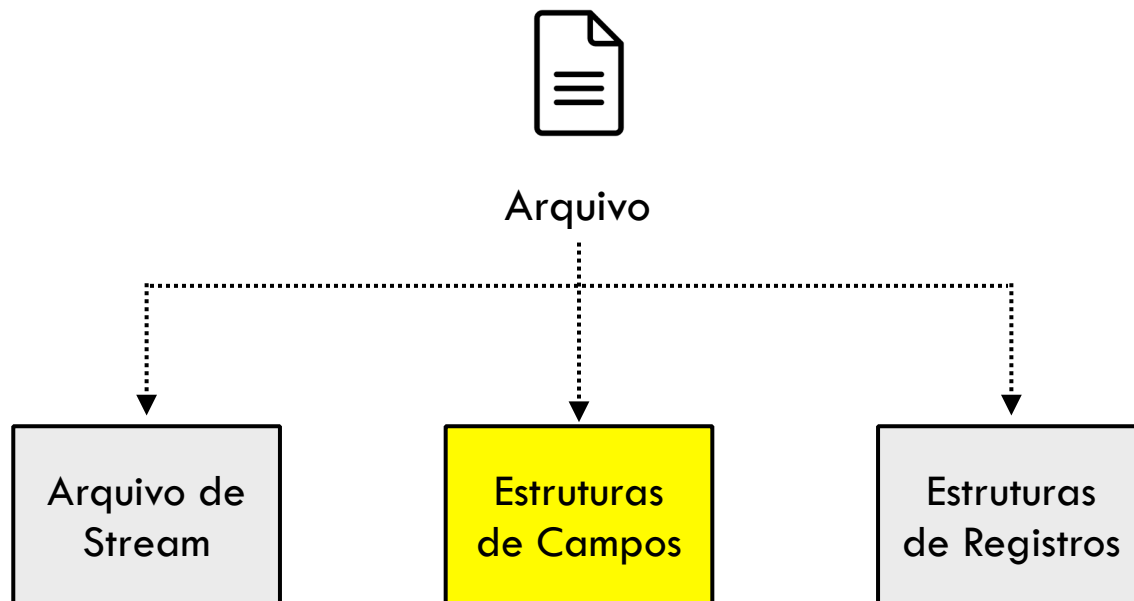 Arquivo
Arquivo de
Stream
Estruturas
de Campos
Estruturas
de Registros